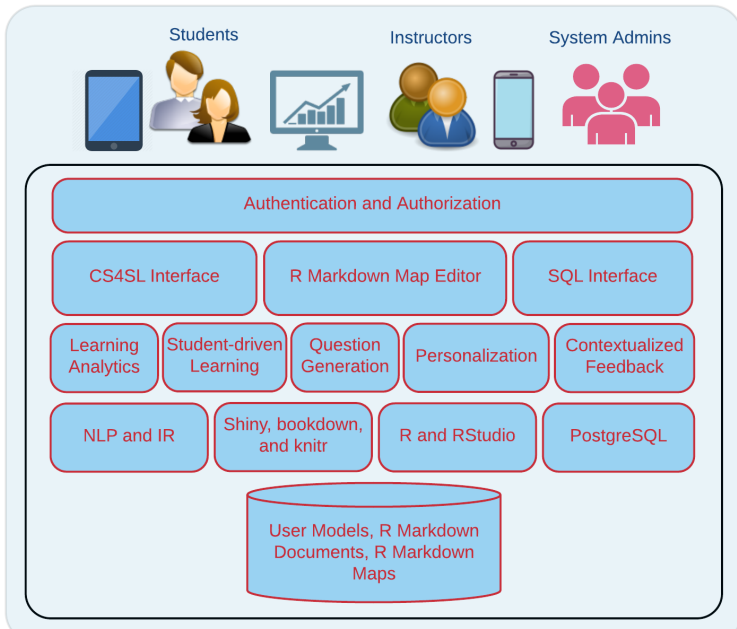 Students
Instructors
System Admins
Authentication and Authorization
CS4SL Interface
R Markdown Map Editor
SQL Interface
Learning
Analytics
Student-driven
Learning
Question
Generation
Personalization
Contextualized
Feedback
NLP and IR
Shiny, bookdown,
and knitr
R and RStudio
PostgreSQL
User Models, R Markdown
Documents, R Markdown
Maps